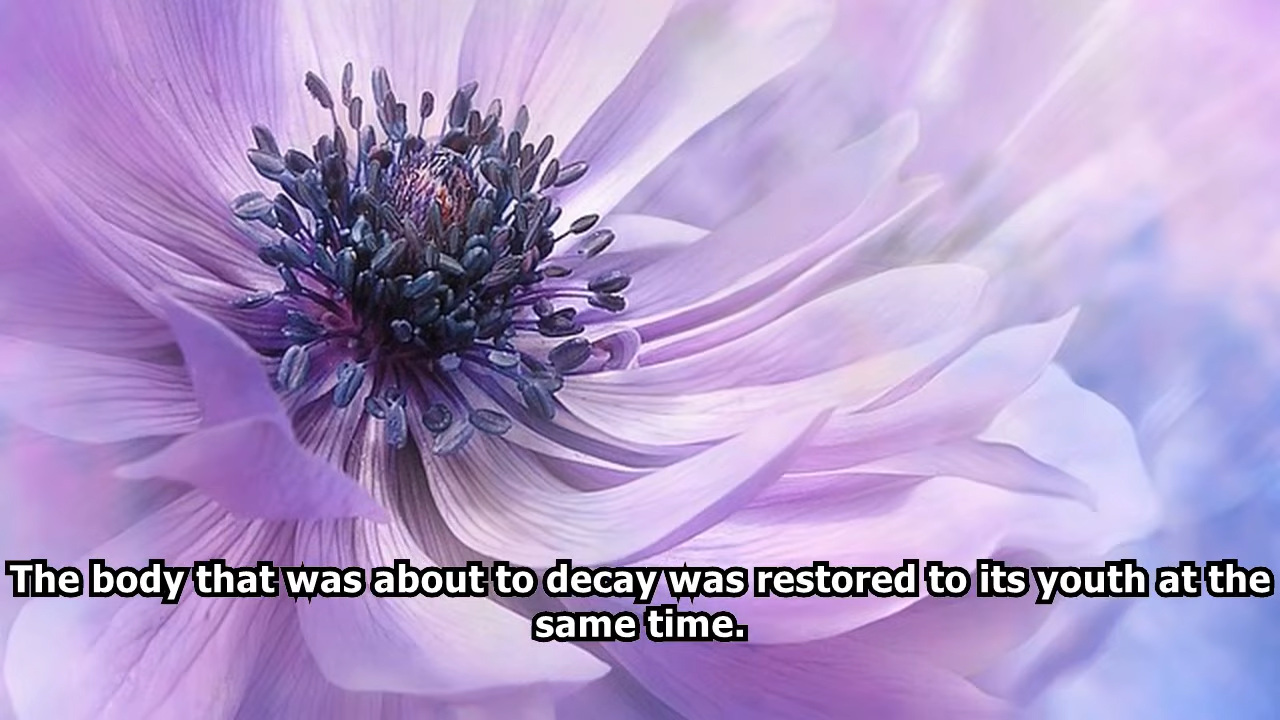 The body that was about to decay was restored to its youth at the
same time.